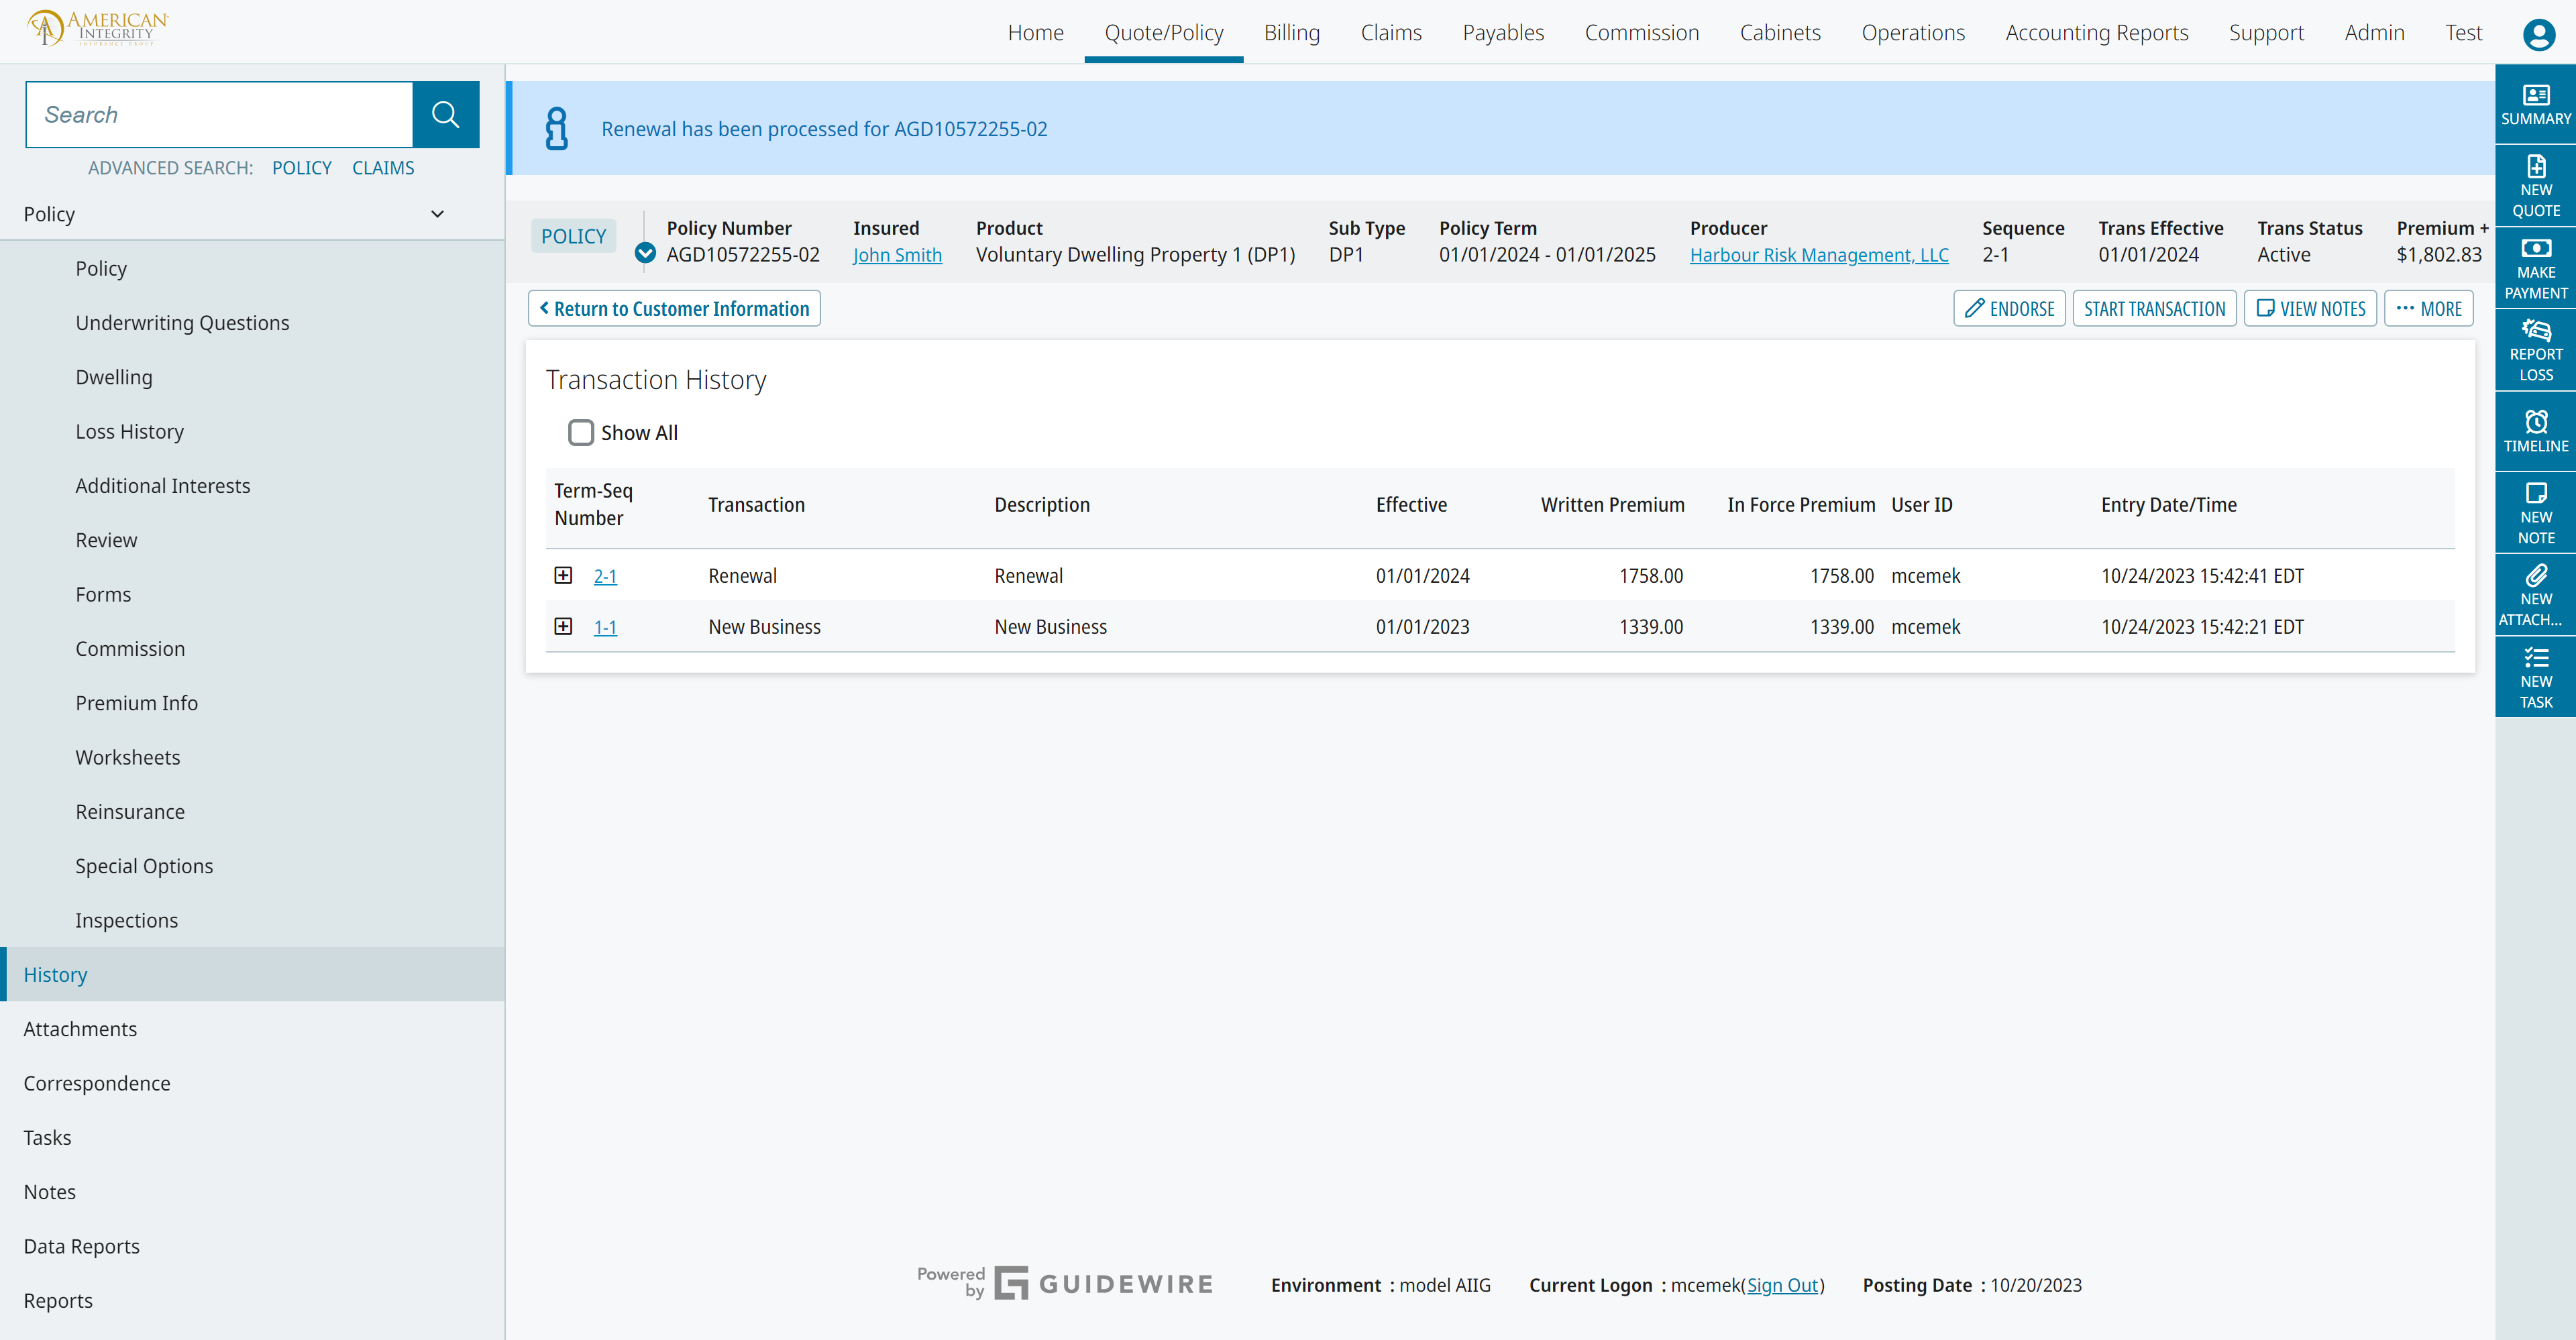 AMERICAN
INTEGRITY
INSURANCE GROUP
Home
Quote/Policy
Billing
Claims
Payables
Commission
Cabinets
Operations
Accounting Reports
Support
Admin
Test
Search
ADVANCED SEARCH: POLICY CLAIMS
Policy
Policy
Underwriting Questions
Dwelling
Loss History
Additional Interests
Review
Forms
Commission
Premium Info
Worksheets
Reinsurance
Special Options
Inspections
History
Attachments
Correspondence
Tasks
Notes
Data Reports
Reports
Renewal has been processed for AGD10572255-02
POLICY
Policy Number
AGD10572255-02
Insured
John Smith
Product
Voluntary Dwelling Property 1 (DP1)
Sub Type
DP1
Policy Term
01/01/2024 - 01/01/2025
Producer
Harbour Risk Management, LLC
Sequence
2-1
Trans Effective
01/01/2024
Trans Status
Active
Premium +
$1,802.83
Return to Customer Information
ENDORSE
START TRANSACTION
VIEW NOTES
MORE
Transaction History
Show All
Term-Seq
Number
Transaction
Description
Effective
Written Premium
In Force Premium
User ID
Entry Date/Time
2-1 Renewal Renewal 01/01/2024 1758.00 1758.00 mcemek 10/24/2023 15:42:41 EDT
1-1 New Business New Business 01/01/2023 1339.00 1339.00 mcemek 10/24/2023 15:42:21 EDT
SUMMARY
NEW
QUOTE
MAKE
PAYMENT
REPORT
LOSS
TIMELINE
NEW
NOTE
NEW
ATTACH...
NEW
TASK
Powered
by
GUIDEWIRE
Environment : model AIIG
Current Logon : mcemek(Sign Out)
Posting Date : 10/20/2023